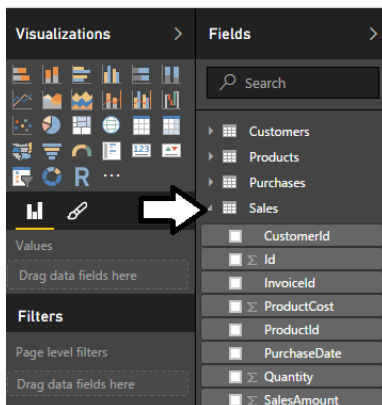 Visualizations
Values
Drag data fields here
Filters
Page level filters
Drag data fields here
Fields
Search
Customers
Products
Purchases
Sales
CustomerId
Σ Id
InvoiceId
Σ ProductCost
ProductId
PurchaseDate
Σ Quantity
Σ SalesAmount
R
123